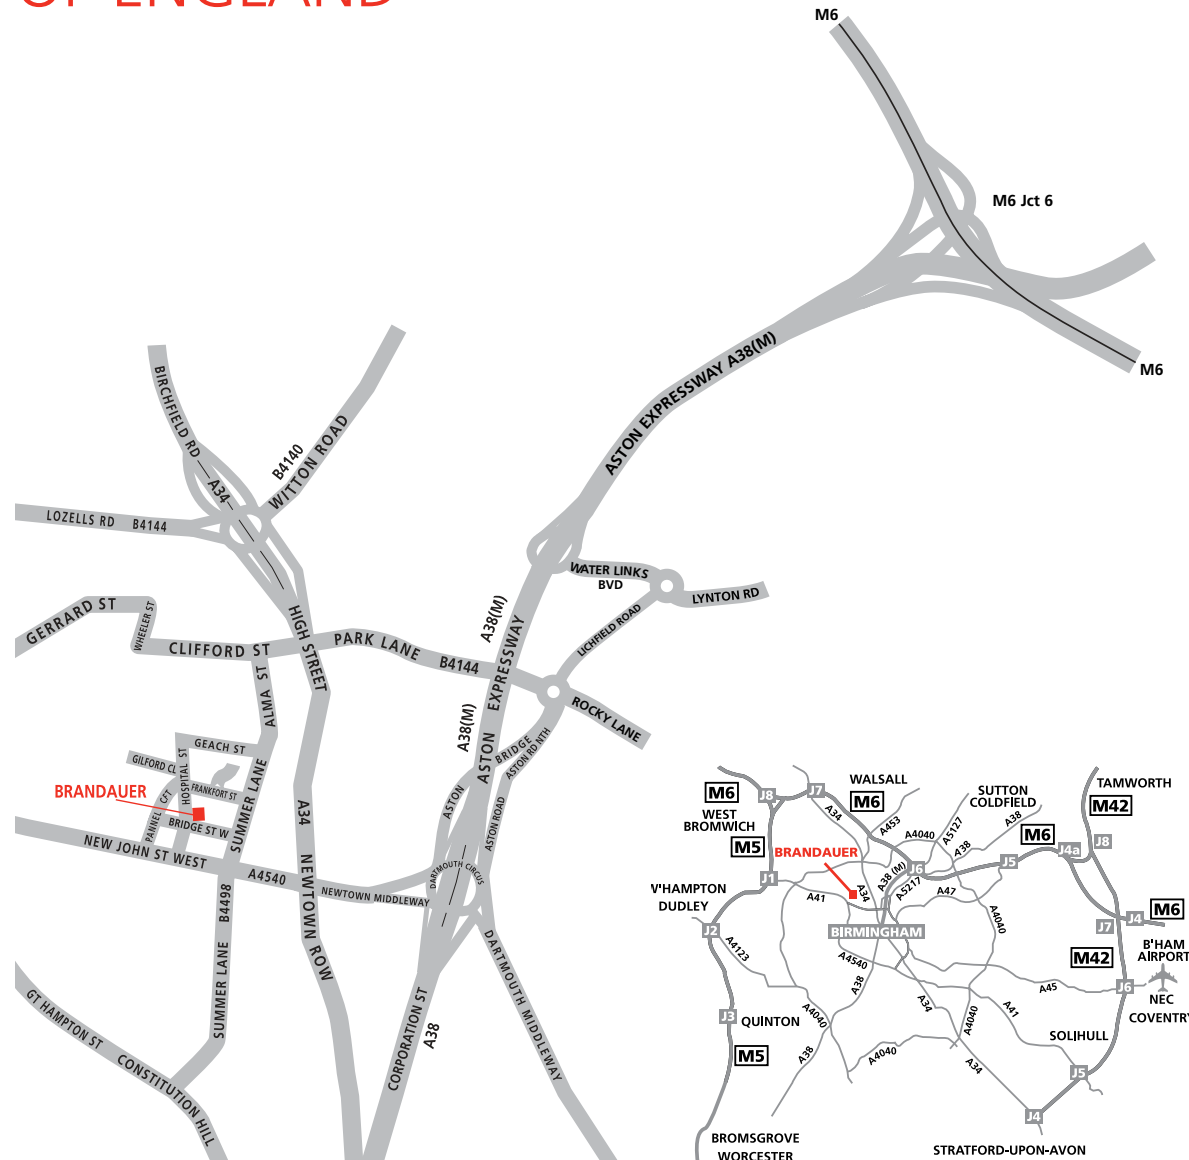 OF ENGLAND
M6
M6 Jct 6
M6
ASTON EXPRESSWAY A38(M)
BIRCHFIELD RD
A34
B4140
WITTON ROAD
LOZELLS RD B4144
WATER LINKS
BVD
LYNTON RD
LICHFIELD ROAD
GERRARD ST
WHEELER ST
CLIFFORD ST
HIGH STREET
PARK LANE
B4144
A38(M)
ASTON EXPRESSWAY
A38(M)
ROCKY LANE
ALMA ST
GEACH ST
GILFORD CL
HOSPITAL ST
FRANKFORT ST
BRANDAUER
PANNEL CFT
BRIDGE ST W
SUMMER LANE
NEW JOHN ST WEST
A4540
NEWTOWN MIDDLEWAY
A34
NEWTOWN ROW
ASTON
BRIDGE
ASTON RD NTH
ASTON ROAD
DARTMOUTH CIRCUS
DARTMOUTH MIDDLEWAY
SUMMER LANE B4498
GT HAMPTON ST
CONSTITUTION HILL
CORPORATION ST
A38
M6
J8
J7
WALSALL
M6
WEST
BROMWICH
M5
A34
A453
A4040
A5127
SUTTON
COLDFIELD
A38
A38
TAMWORTH
M42
M6
J4a
J8
J5
J6
BRANDAUER
J1
A41
A34
A38 (M)
A5217
A47
A4040
V'HAMPTON
DUDLEY
J2
A4123
BIRMINGHAM
A4540
A38
J7
J4
M6
M42
B'HAM
AIRPORT
J6
NEC
COVENTRY
A45
A34
A41
A4040
J3
QUINTON
A4040
M5
A38
A4040
A34
SOLIHULL
J5
J4
BROMSGROVE
WORCESTER
STRATFORD-UPON-AVON